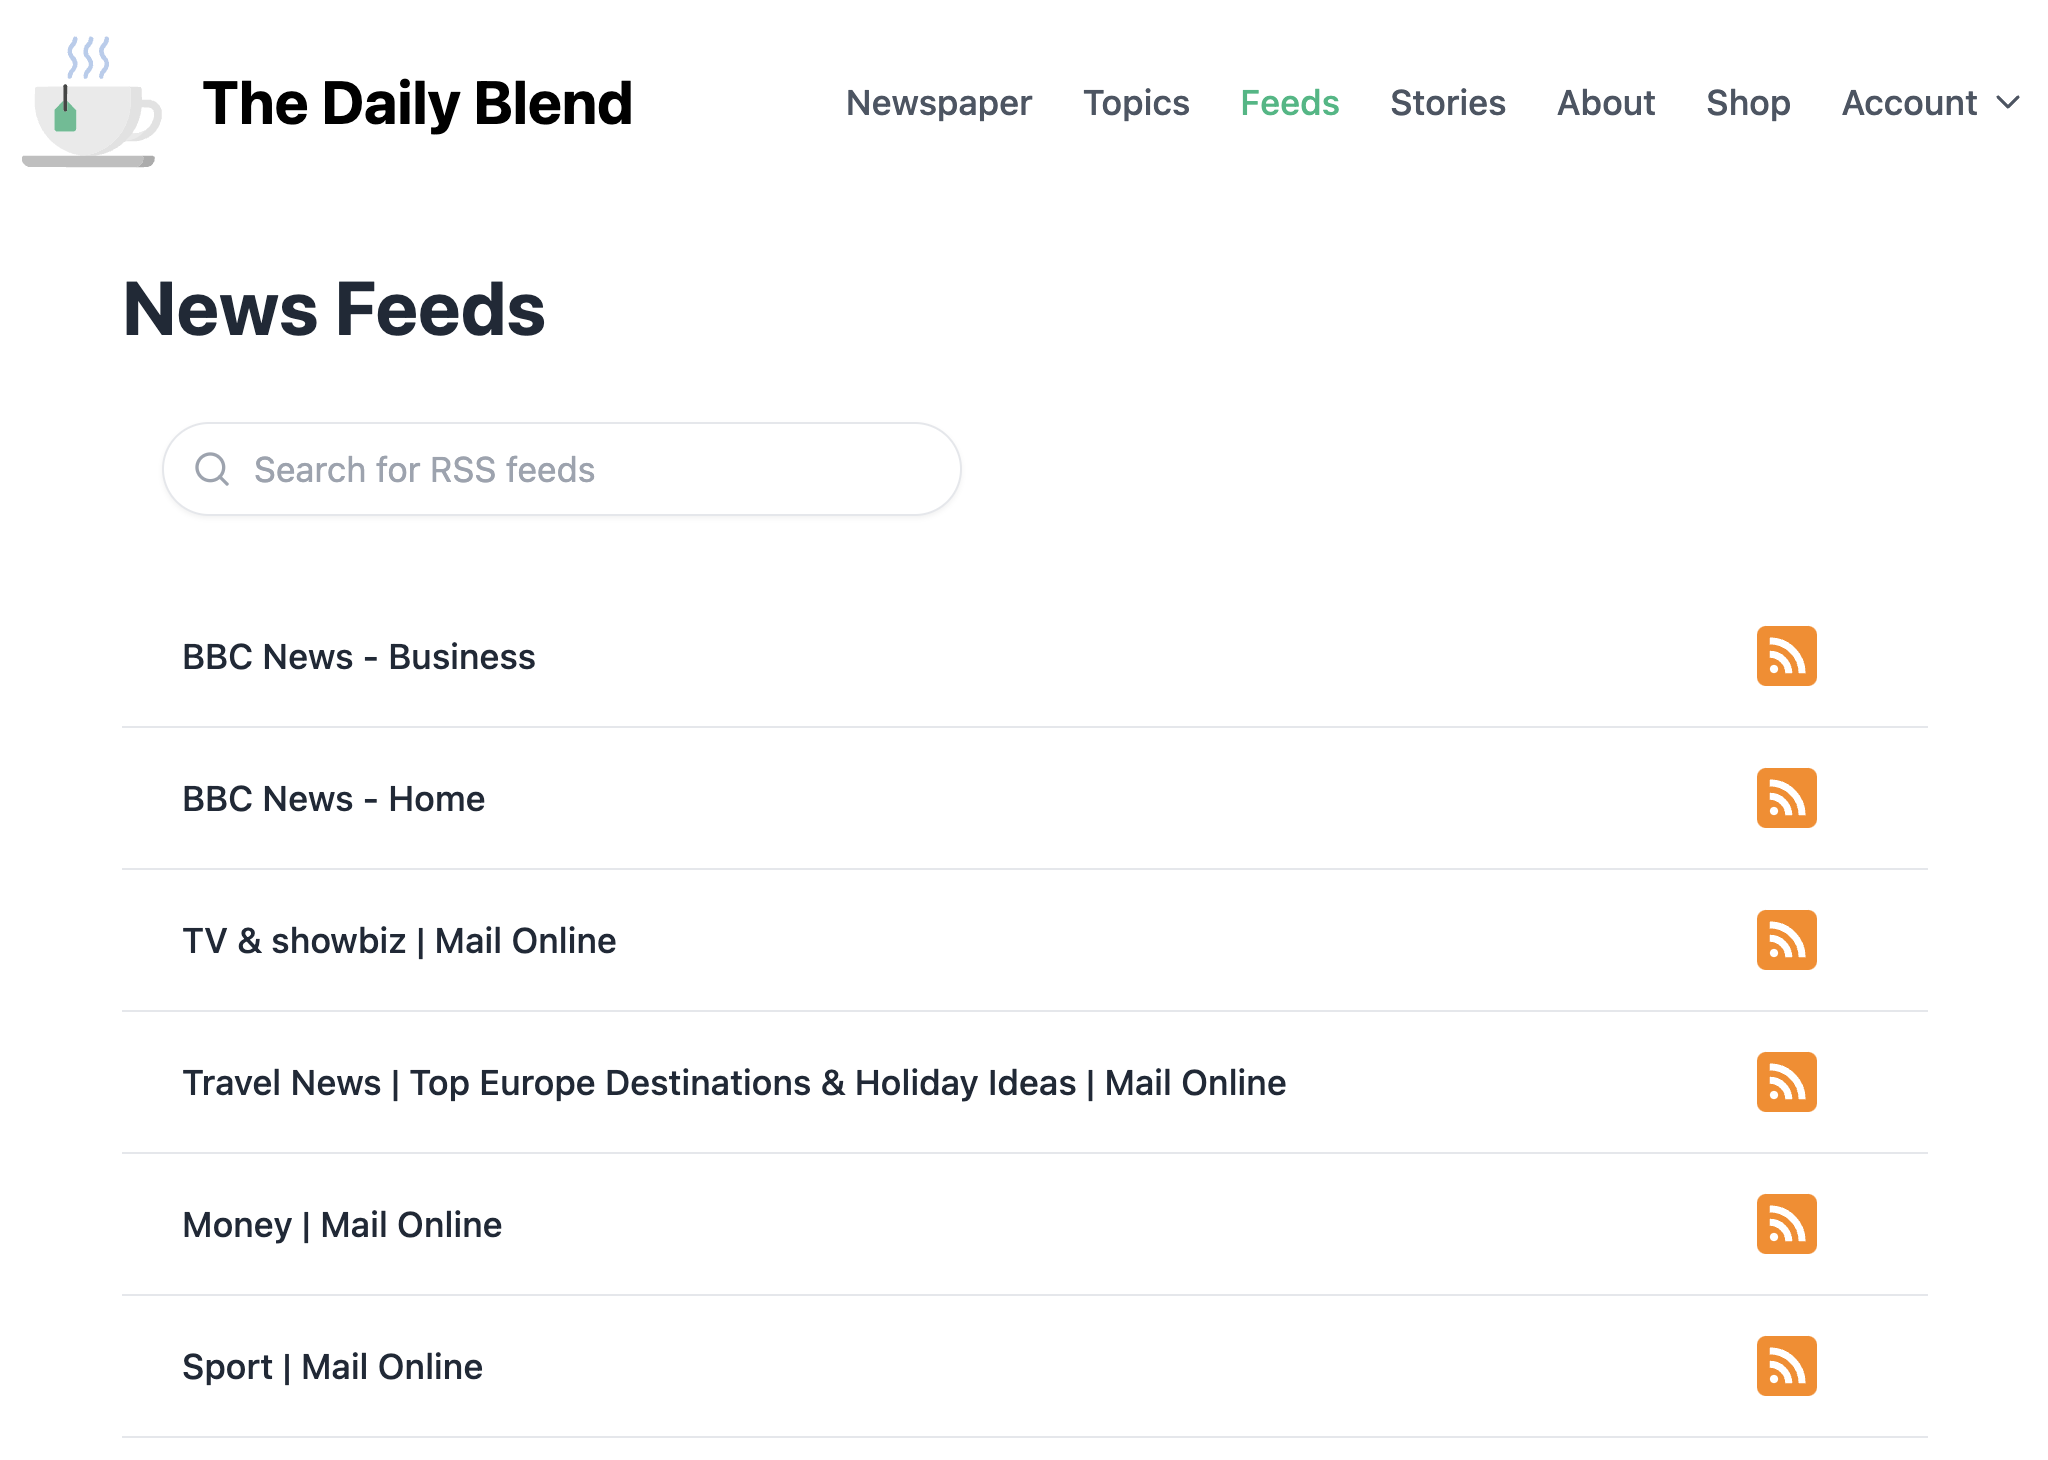 The Daily Blend
Newspaper Topics Feeds Stories About Shop Account
News Feeds
Search for RSS feeds
BBC News - Business
BBC News - Home
TV & showbiz | Mail Online
Travel News | Top Europe Destinations & Holiday Ideas | Mail Online
Money | Mail Online
Sport | Mail Online